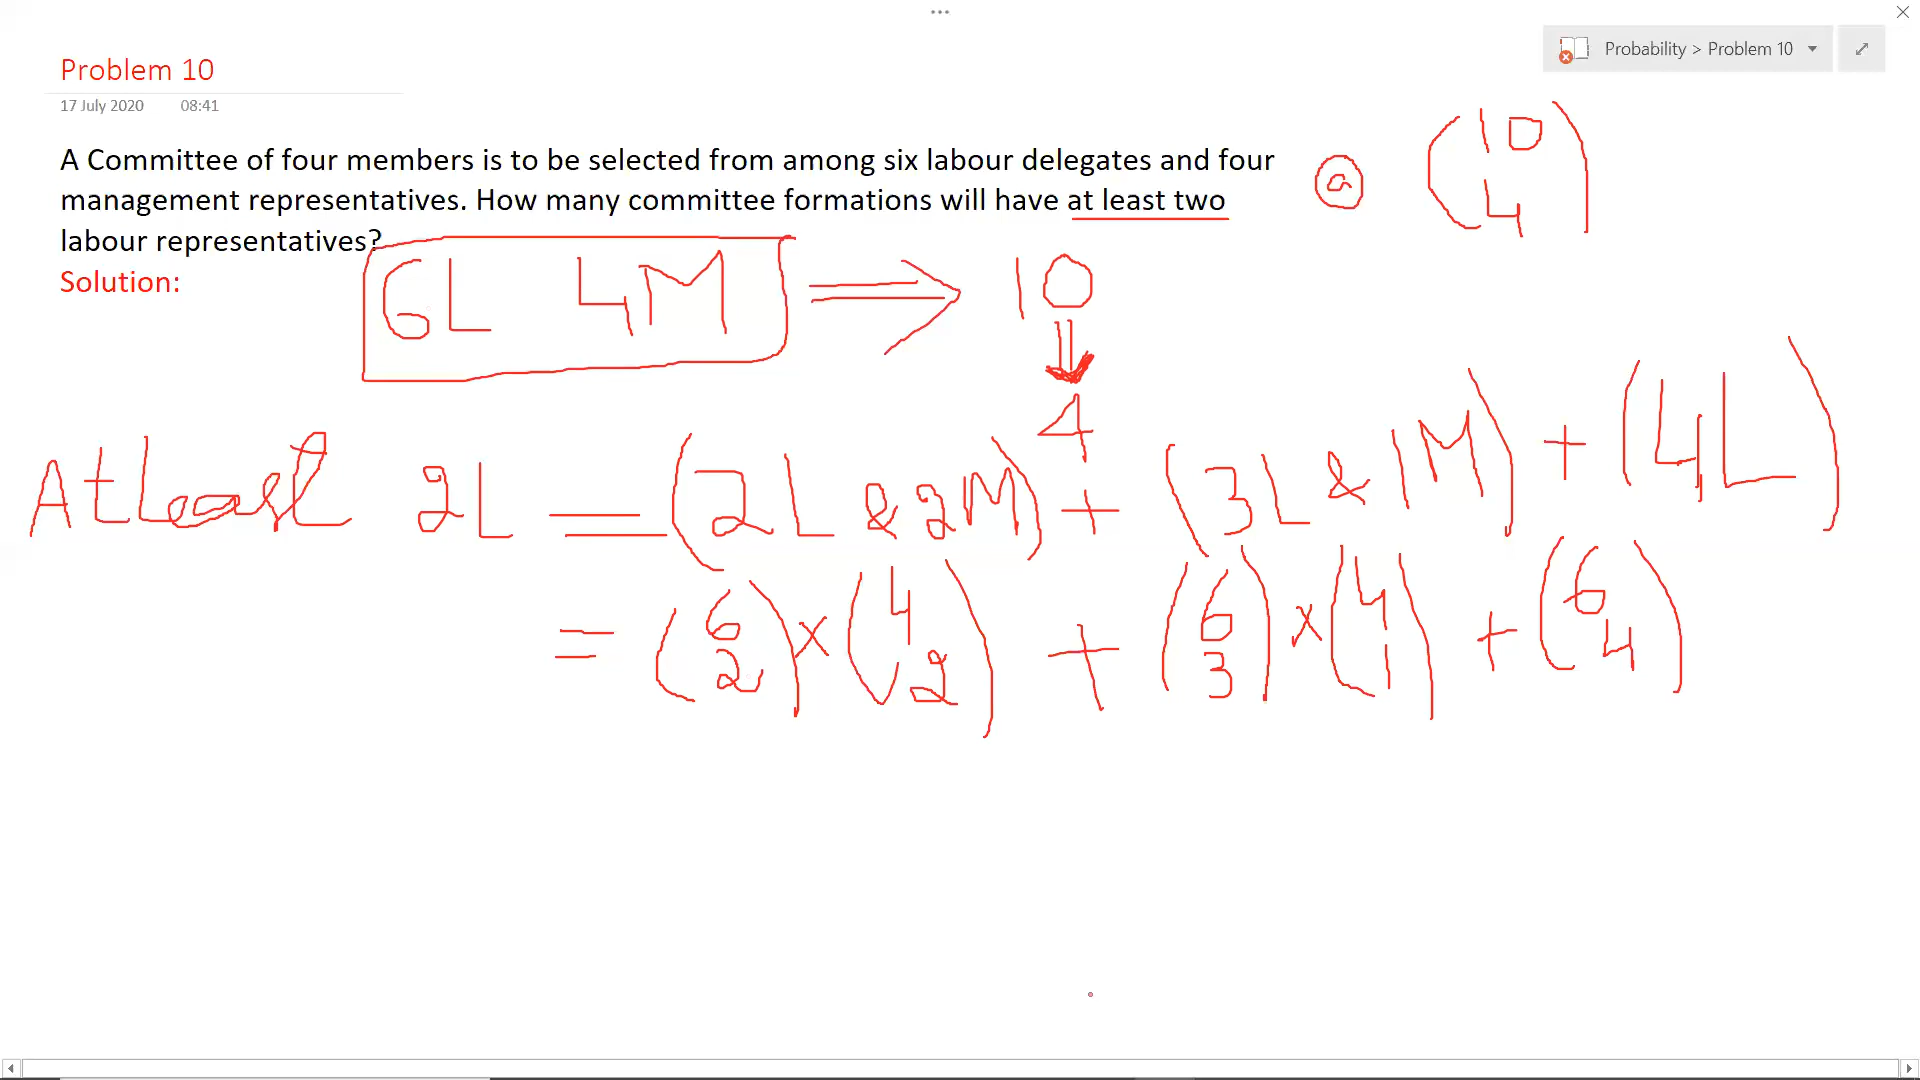 ...
Probability > Problem 10
Problem 10
17 July 2020 08:41
A Committee of four members is to be selected from among six labour delegates and four
management representatives. How many committee formations will have at least two
labour representatives?
a (10 4)
Solution:
6L 4M ⇒ 10
⇓
4
Atleast 2L = (2L & 2M) + (3L & 1M) + (4L)
= (6 2) × (4 2) + (6 3) × (4 1) + (6 4)